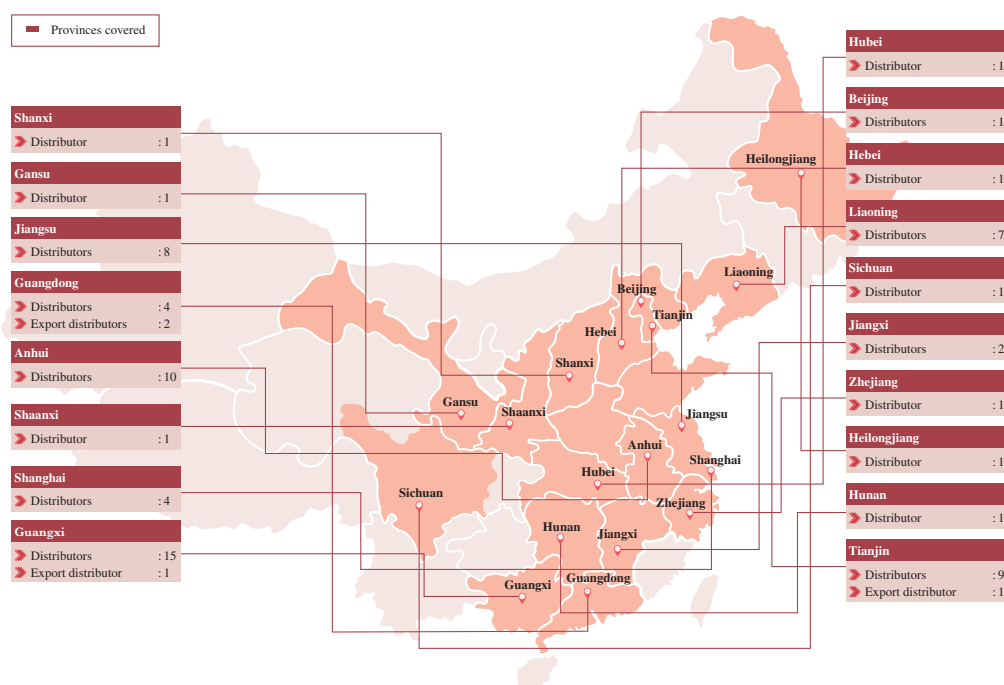 Provinces covered
Shanxi
Distributor : 1
Gansu
Distributor : 1
Jiangsu
Distributors : 8
Guangdong
Distributors : 4
Export distributors : 2
Anhui
Distributors : 10
Shaanxi
Distributor : 1
Shanghai
Distributors : 4
Guangxi
Distributors : 15
Export distributor : 1
Heilongjiang
Liaoning
Beijing
Tianjin
Hebei
Shanxi
Gansu
Shaanxi
Jiangsu
Anhui
Shanghai
Hubei
Sichuan
Zhejiang
Hunan
Jiangxi
Guangxi
Guangdong
Hubei
Distributor : 1
Beijing
Distributors : 1
Hebei
Distributor : 1
Liaoning
Distributors : 7
Sichuan
Distributor : 1
Jiangxi
Distributors : 2
Zhejiang
Distributor : 1
Heilongjiang
Distributor : 1
Hunan
Distributor : 1
Tianjin
Distributors : 9
Export distributor : 1